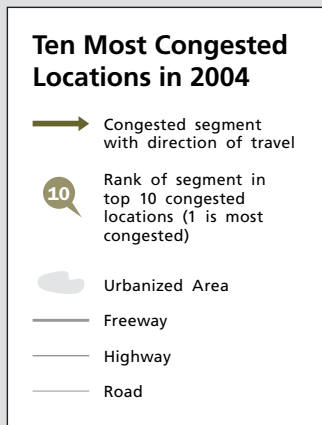 Ten Most Congested
Locations in 2004
Congested segment
with direction of travel
10
Rank of segment in
top 10 congested
locations (1 is most
congested)
Urbanized Area
Freeway
Highway
Road